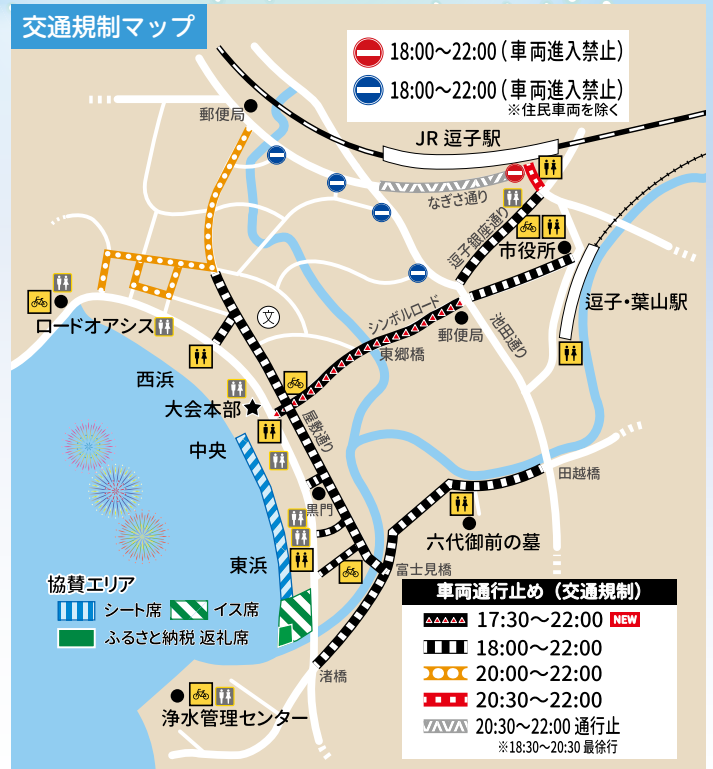 交通規制マップ
18:00～22:00（車両進入禁止）
18:00～22:00（車両進入禁止）
※住民車両を除く
郵便局
JR 逗子駅
なぎさ通り
逗子銀座通り
市役所
逗子・葉山駅
ロードオアシス
文
シンボルロード
郵便局
池田通り
東郷橋
西浜
大会本部★
屋敷通り
中央
田越橋
黒門
六代御前の墓
東浜
富士見橋
協賛エリア
シート席
イス席
ふるさと納税 返礼席
渚橋
浄水管理センター
車両通行止め（交通規制）
17:30～22:00 NEW
18:00～22:00
20:00～22:00
20:30～22:00
20:30～22:00 通行止
※18:30～20:30 最徐行